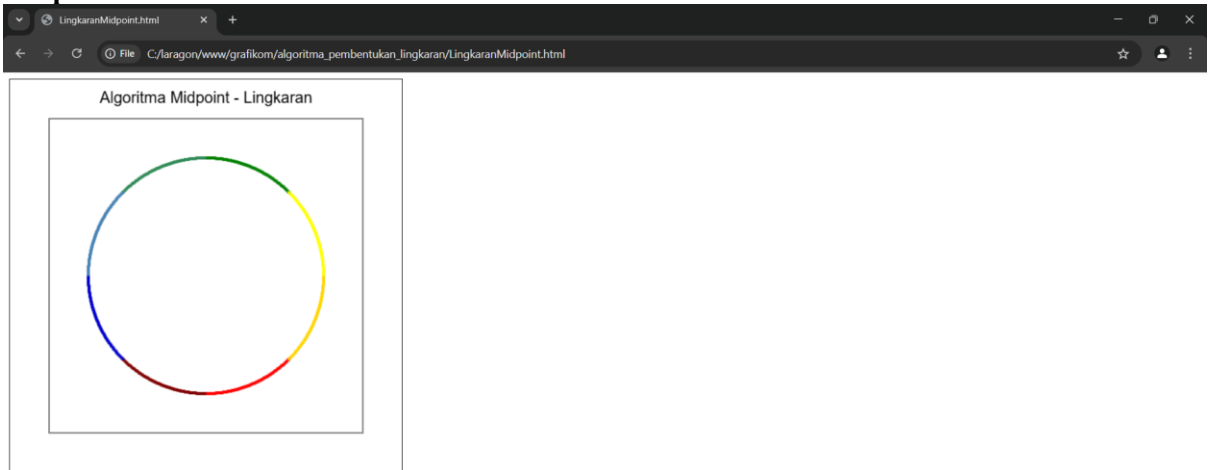 LingkaranMidpoint.html
File C:/laragon/www/grafikom/algoritma_pembentukan_lingkaran/LingkaranMidpoint.html
Algoritma Midpoint - Lingkaran